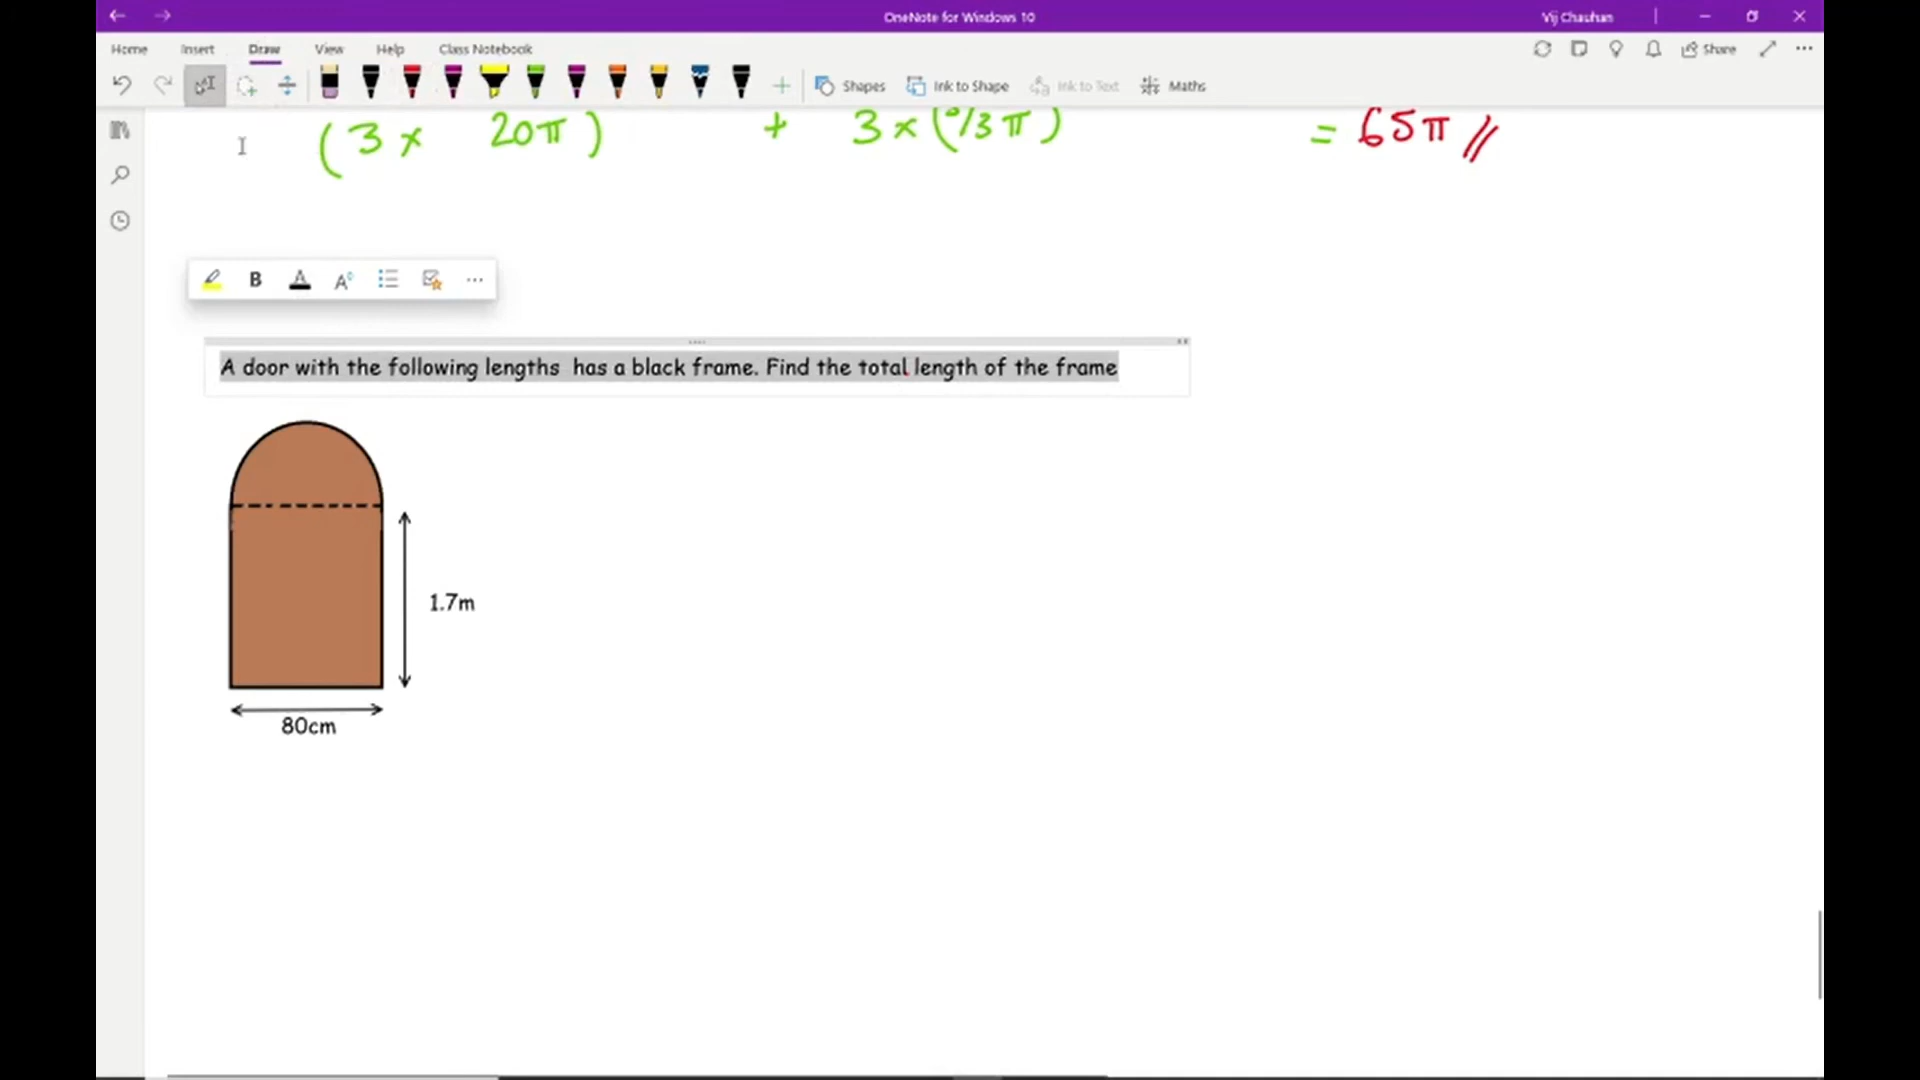 OneNote for Windows 10
Vij Chauhan
Home Insert Draw View Help Class Notebook
Share
Shapes Ink to Shape Ink to Text Maths
(3 × 20π) + 3 × ( /3 π) = 65π //
B A A
A door with the following lengths has a black frame. Find the total length of the frame
1.7m
80cm